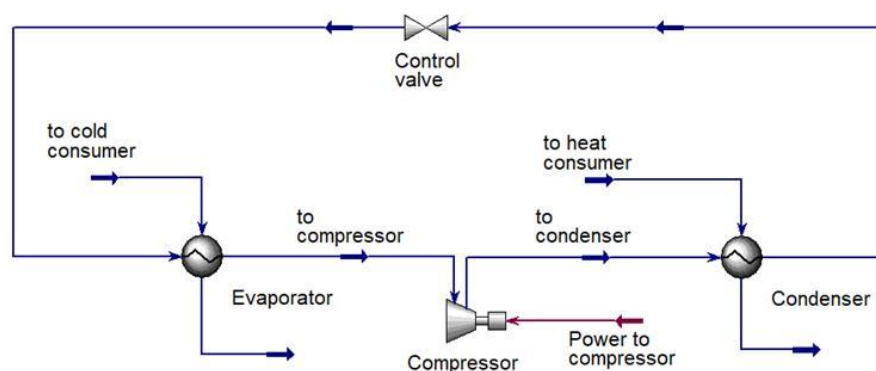 Control
valve
to cold
consumer
to heat
consumer
to
compressor
to
condenser
Evaporator
Condenser
Compressor
Power to
compressor